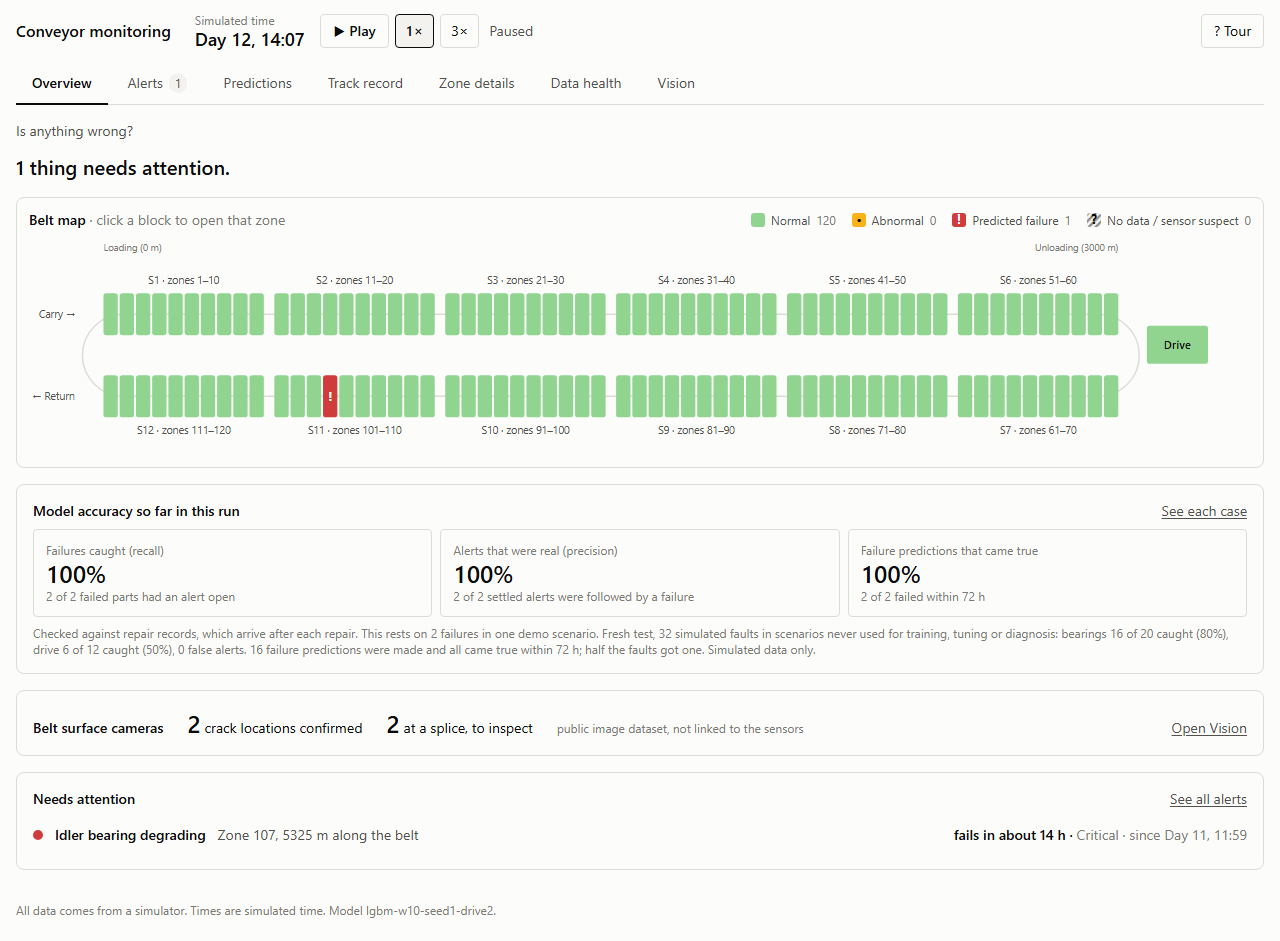 Conveyor monitoring
Simulated time
Day 12, 14:07
▶ Play
1×
3×
Paused
? Tour
Overview
Alerts 1
Predictions
Track record
Zone details
Data health
Vision
Is anything wrong?
1 thing needs attention.
Belt map · click a block to open that zone
Normal 120
Abnormal 0
! Predicted failure 1
? No data / sensor suspect 0
Loading (0 m)
Unloading (3000 m)
S1 · zones 1–10
S2 · zones 11–20
S3 · zones 21–30
S4 · zones 31–40
S5 · zones 41–50
S6 · zones 51–60
Carry →
Drive
← Return
!
S12 · zones 111–120
S11 · zones 101–110
S10 · zones 91–100
S9 · zones 81–90
S8 · zones 71–80
S7 · zones 61–70
Model accuracy so far in this run
See each case
Failures caught (recall)
100%
2 of 2 failed parts had an alert open
Alerts that were real (precision)
100%
2 of 2 settled alerts were followed by a failure
Failure predictions that came true
100%
2 of 2 failed within 72 h
Checked against repair records, which arrive after each repair. This rests on 2 failures in one demo scenario. Fresh test, 32 simulated faults in scenarios never used for training, tuning or diagnosis: bearings 16 of 20 caught (80%),
drive 6 of 12 caught (50%), 0 false alerts. 16 failure predictions were made and all came true within 72 h; half the faults got one. Simulated data only.
Belt surface cameras
2 crack locations confirmed
2 at a splice, to inspect
public image dataset, not linked to the sensors
Open Vision
Needs attention
See all alerts
Idler bearing degrading
Zone 107, 5325 m along the belt
fails in about 14 h · Critical · since Day 11, 11:59
All data comes from a simulator. Times are simulated time. Model lgbm-w10-seed1-drive2.